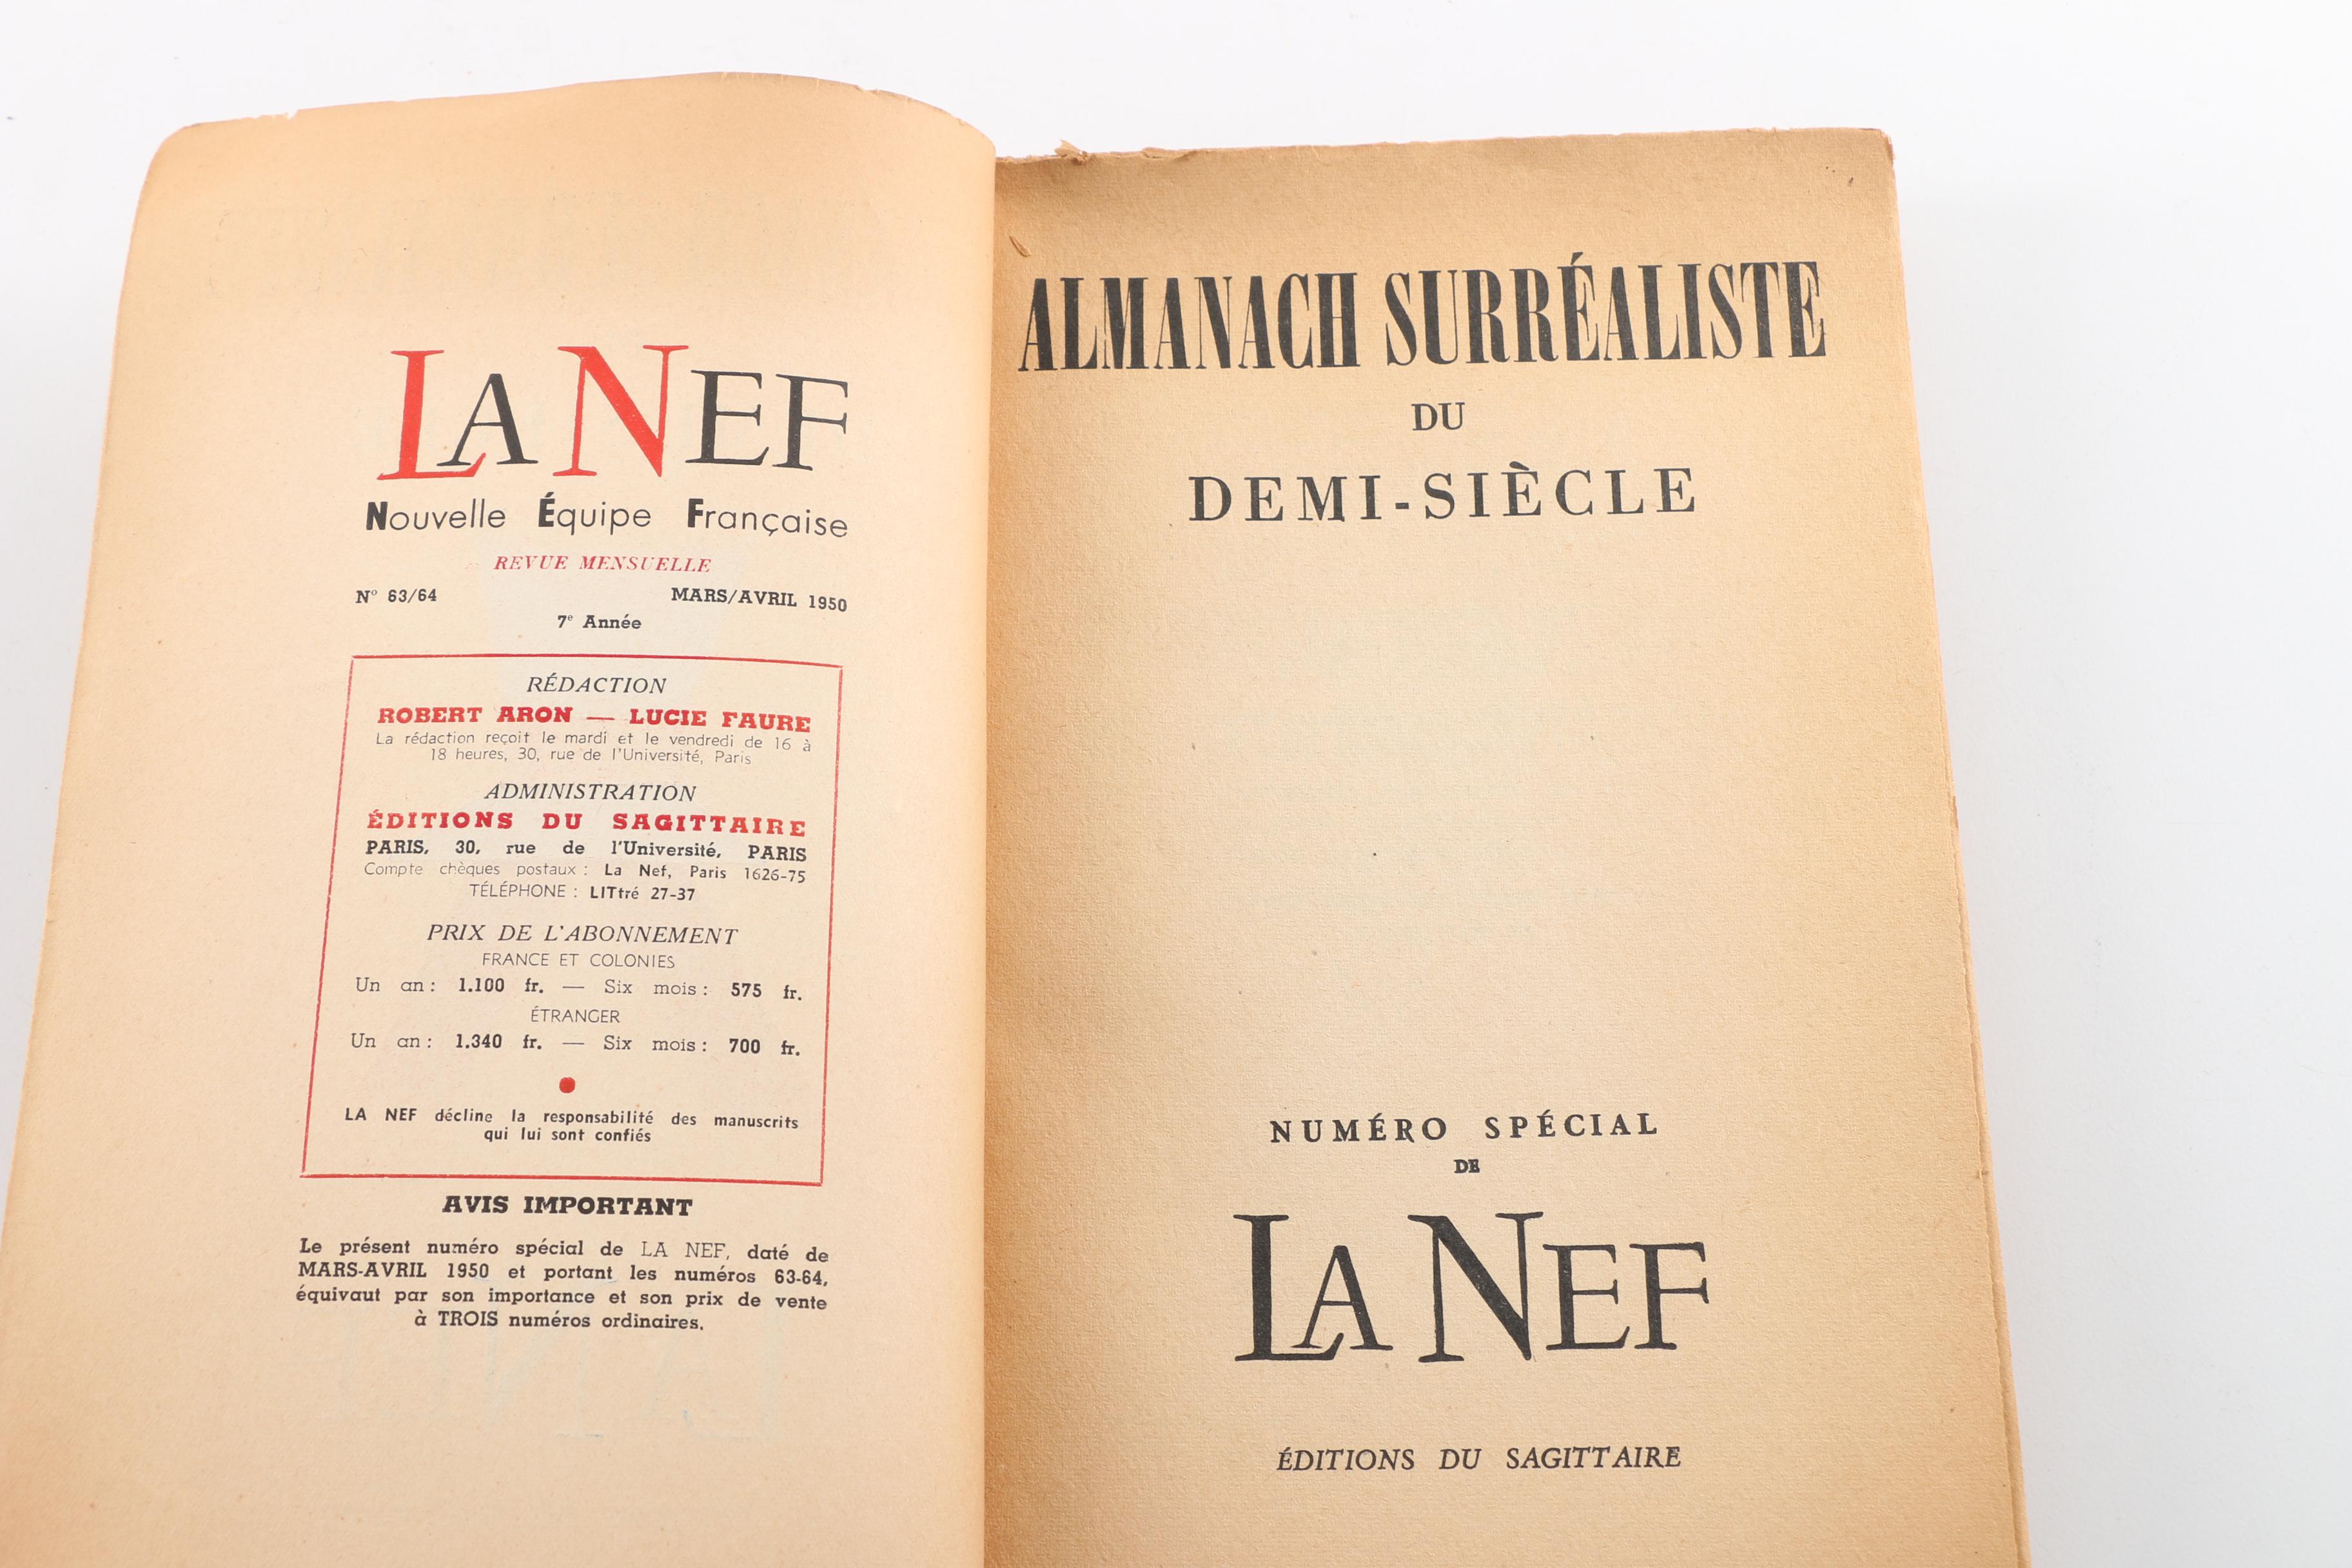 LA NEF
Nouvelle Équipe Française
REVUE MENSUELLE
N° 63/64 MARS/AVRIL 1950
7e Année
RÉDACTION
ROBERT ARON — LUCIE FAURE
La rédaction reçoit le mardi et le vendredi de 16 à
18 heures, 30, rue de l'Université, Paris
ADMINISTRATION
ÉDITIONS DU SAGITTAIRE
PARIS, 30, rue de l'Université, PARIS
Compte chèques postaux : La Nef, Paris 1626-75
TÉLÉPHONE : LITtré 27-37
PRIX DE L'ABONNEMENT
FRANCE ET COLONIES
Un an : 1.100 fr. — Six mois : 575 fr.
ÉTRANGER
Un an : 1.340 fr. — Six mois : 700 fr.
LA NEF décline la responsabilité des manuscrits
qui lui sont confiés
AVIS IMPORTANT
Le présent numéro spécial de LA NEF, daté de
MARS-AVRIL 1950 et portant les numéros 63-64,
équivaut par son importance et son prix de vente
à TROIS numéros ordinaires.
ALMANACH SURRÉALISTE
DU
DEMI-SIÈCLE
NUMÉRO SPÉCIAL
DE
LA NEF
ÉDITIONS DU SAGITTAIRE